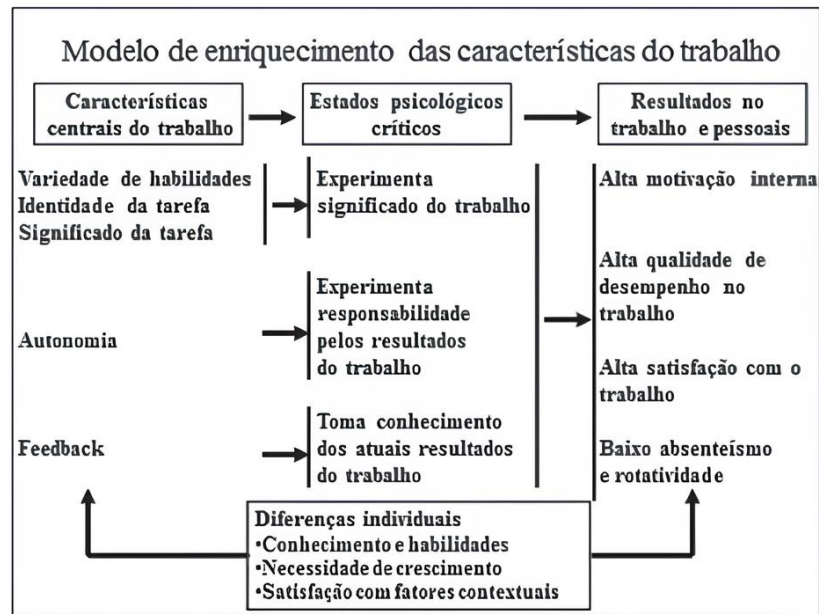 Modelo de enriquecimento das características do trabalho
Características
centrais do trabalho
Estados psicológicos
críticos
Resultados no
trabalho e pessoais
Variedade de habilidades
Identidade da tarefa
Significado da tarefa
Experimenta
significado do trabalho
Alta motivação interna
Autonomia
Experimenta
responsabilidade
pelos resultados
do trabalho
Alta qualidade de
desempenho no
trabalho
Alta satisfação com o
trabalho
Feedback
Toma conhecimento
dos atuais resultados
do trabalho
Baixo absenteísmo
e rotatividade
Diferenças individuais
•Conhecimento e habilidades
•Necessidade de crescimento
•Satisfação com fatores contextuais